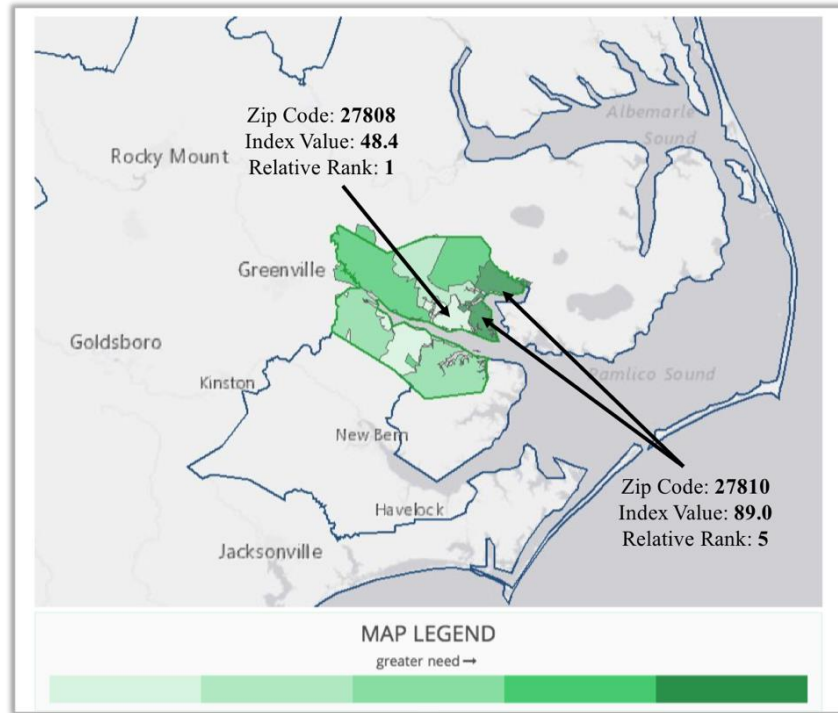 Zip Code: 27808
Index Value: 48.4
Relative Rank: 1
Albemarle
Sound
Rocky Mount
Greenville
Goldsboro
Kinston
Pamlico Sound
New Bern
Zip Code: 27810
Index Value: 89.0
Relative Rank: 5
Havelock
Jacksonville
MAP LEGEND
greater need→